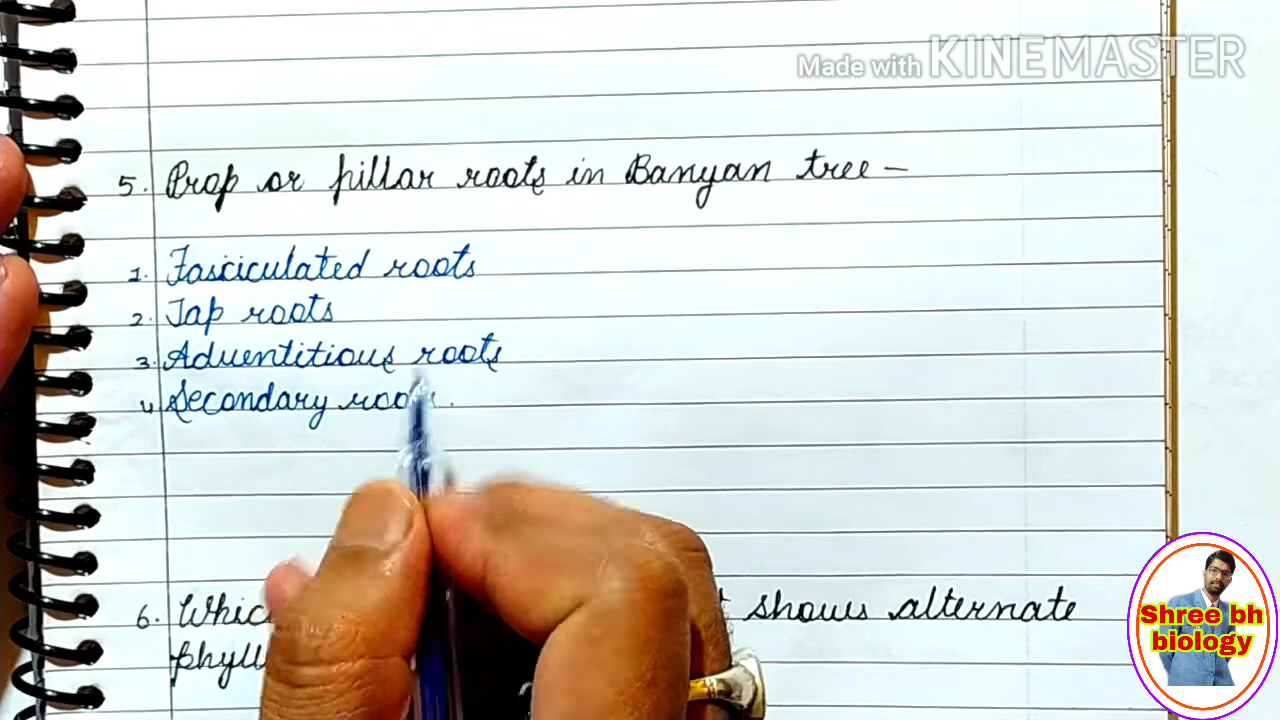 Made with KINEMASTER
5. Prop or pillar roots in Banyan tree –
1. Fasciculated roots
2. Tap roots
3. Adventitious roots
4. Secondary
6. shows alternate
Shree bh
biology